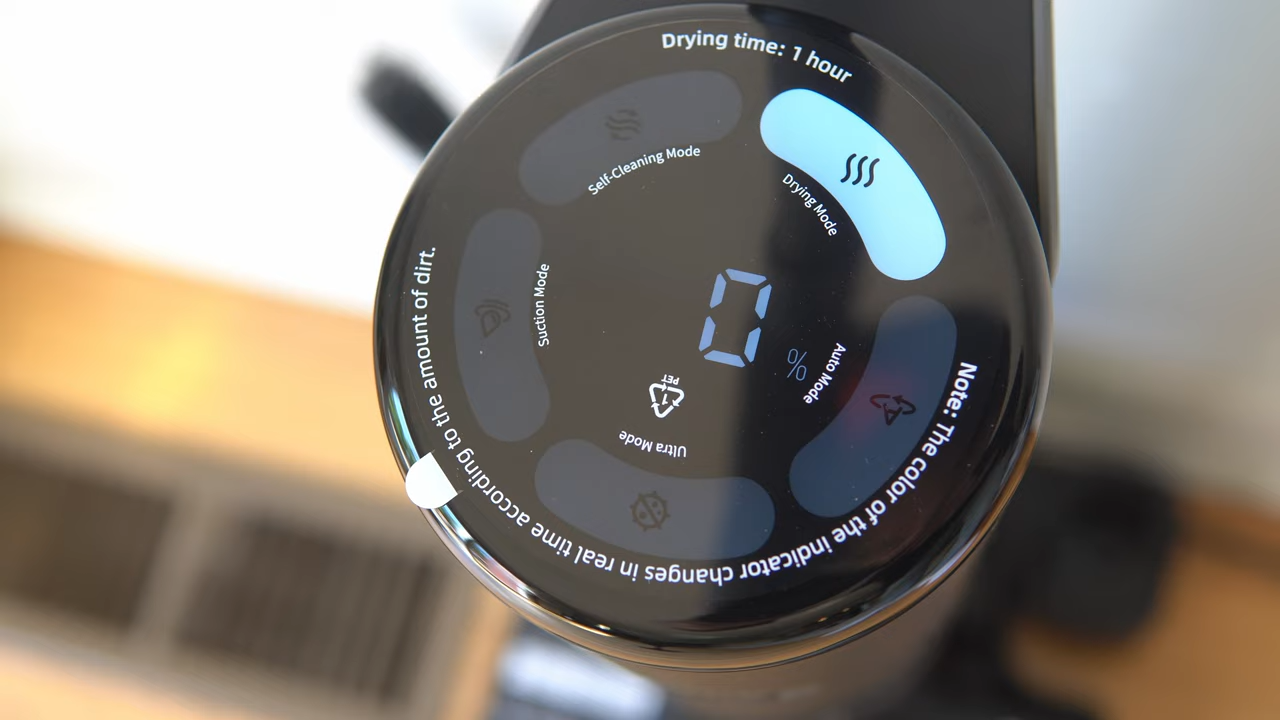 Drying time: 1 hour
Self-Cleaning Mode
Drying Mode
Suction Mode
0
%
Auto Mode
1
PET
Ultra Mode
Note: The color of the indicator changes in real time according to the amount of dirt.